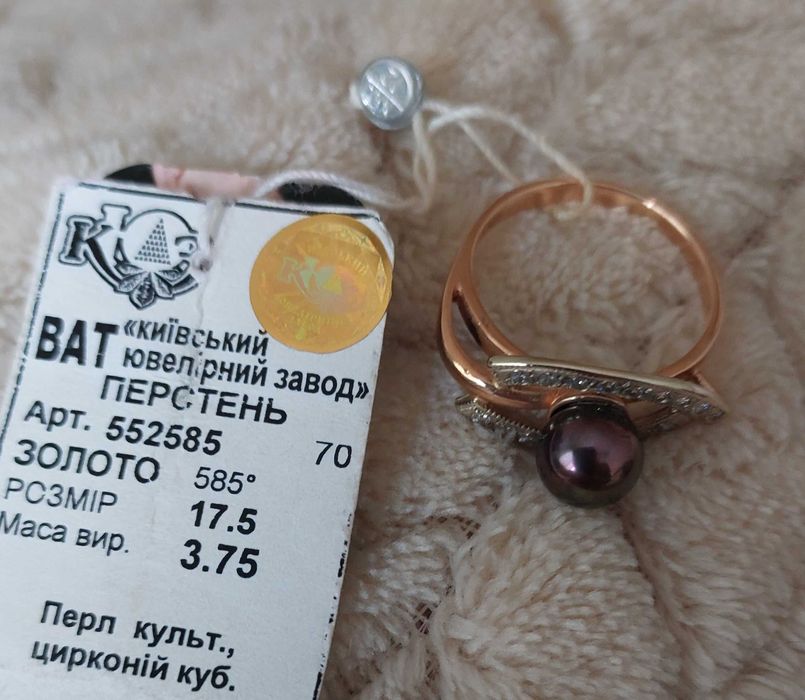 ВАТ «київський
ювелірний завод»
ПЕРСТЕНЬ
Арт. 552585 70
ЗОЛОТО 585°
РОЗМІР 17.5
Маса вир. 3.75
Перл культ.,
цирконій куб.